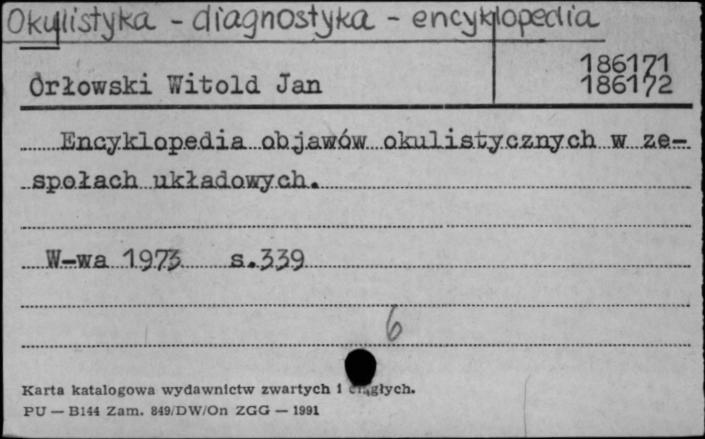 Okulistyka - diagnostyka - encyklopedia
186171
Orłowski Witold Jan 186172
Encyklopedia objawów okulistycznych w ze-
społach układowych.
W-wa 1973 s.339
6
Karta katalogowa wydawnictw zwartych i ciągłych.
PU — B144 Zam. 849/DW/On ZGG — 1991